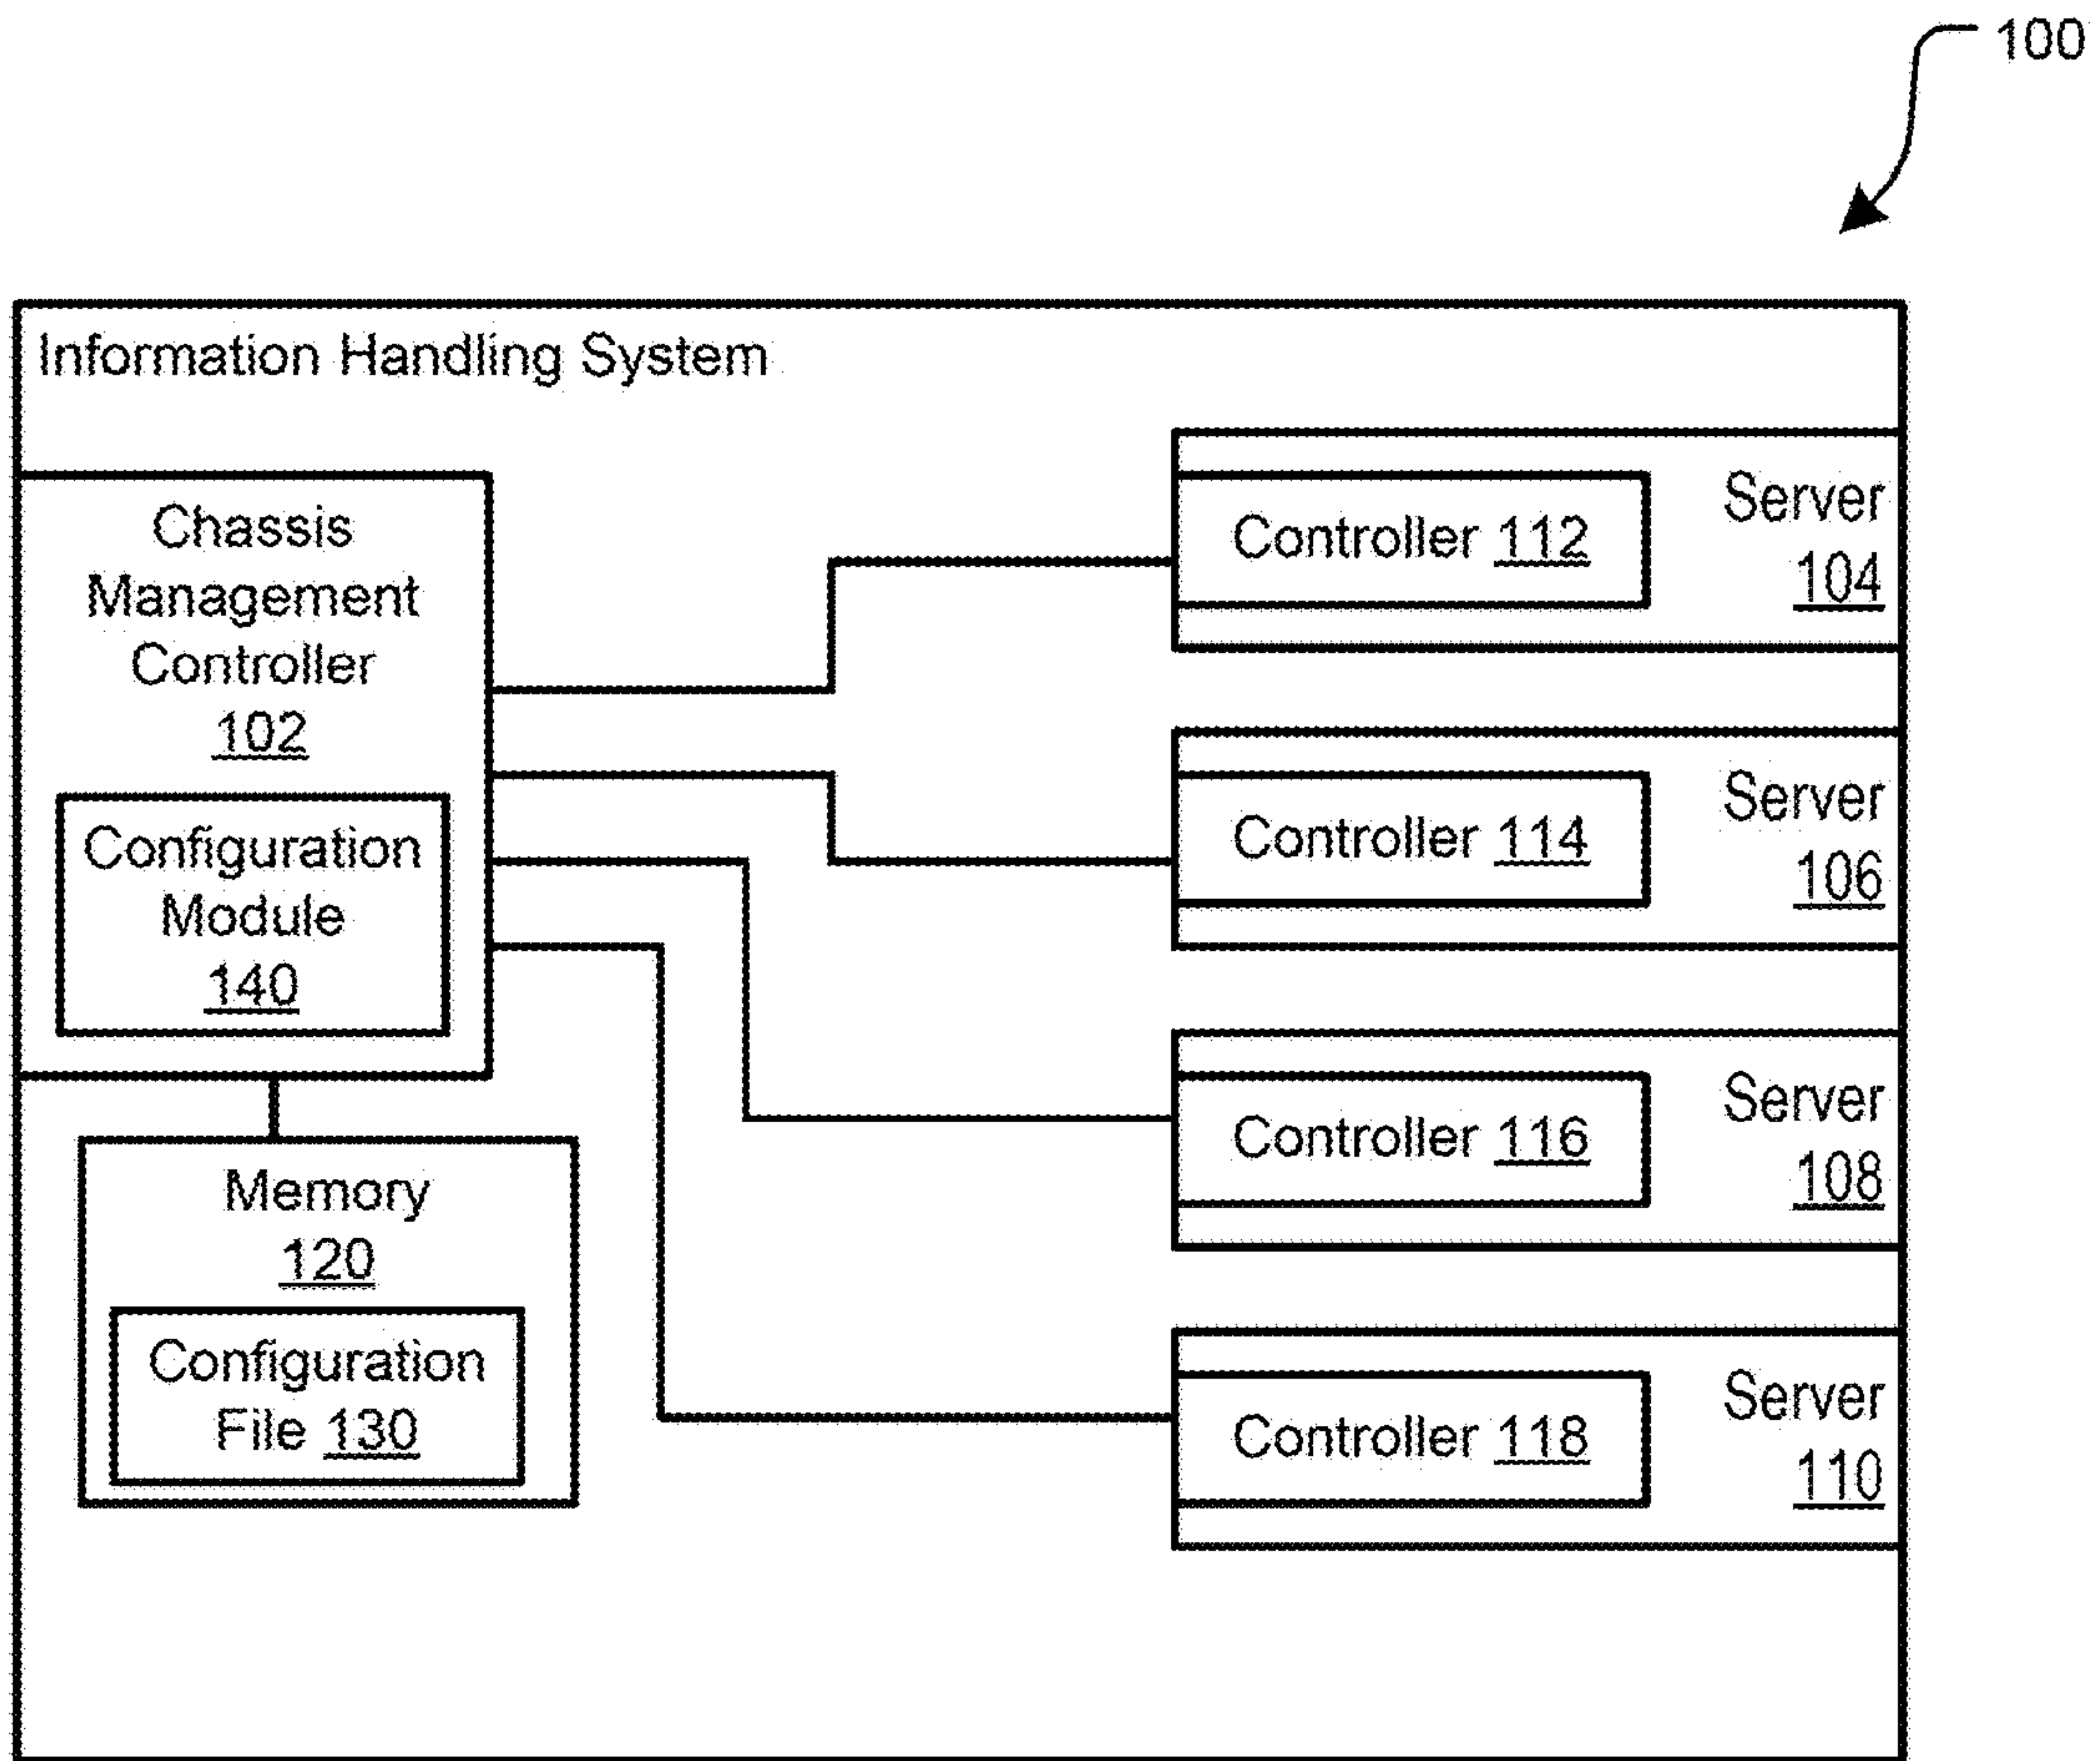 100
Information Handling System
Chassis
Management
Controller
102
Configuration
Module
140
Memory
120
Configuration
File 130
Controller 112
Server
104
Controller 114
Server
106
Controller 116
Server
108
Controller 118
Server
110